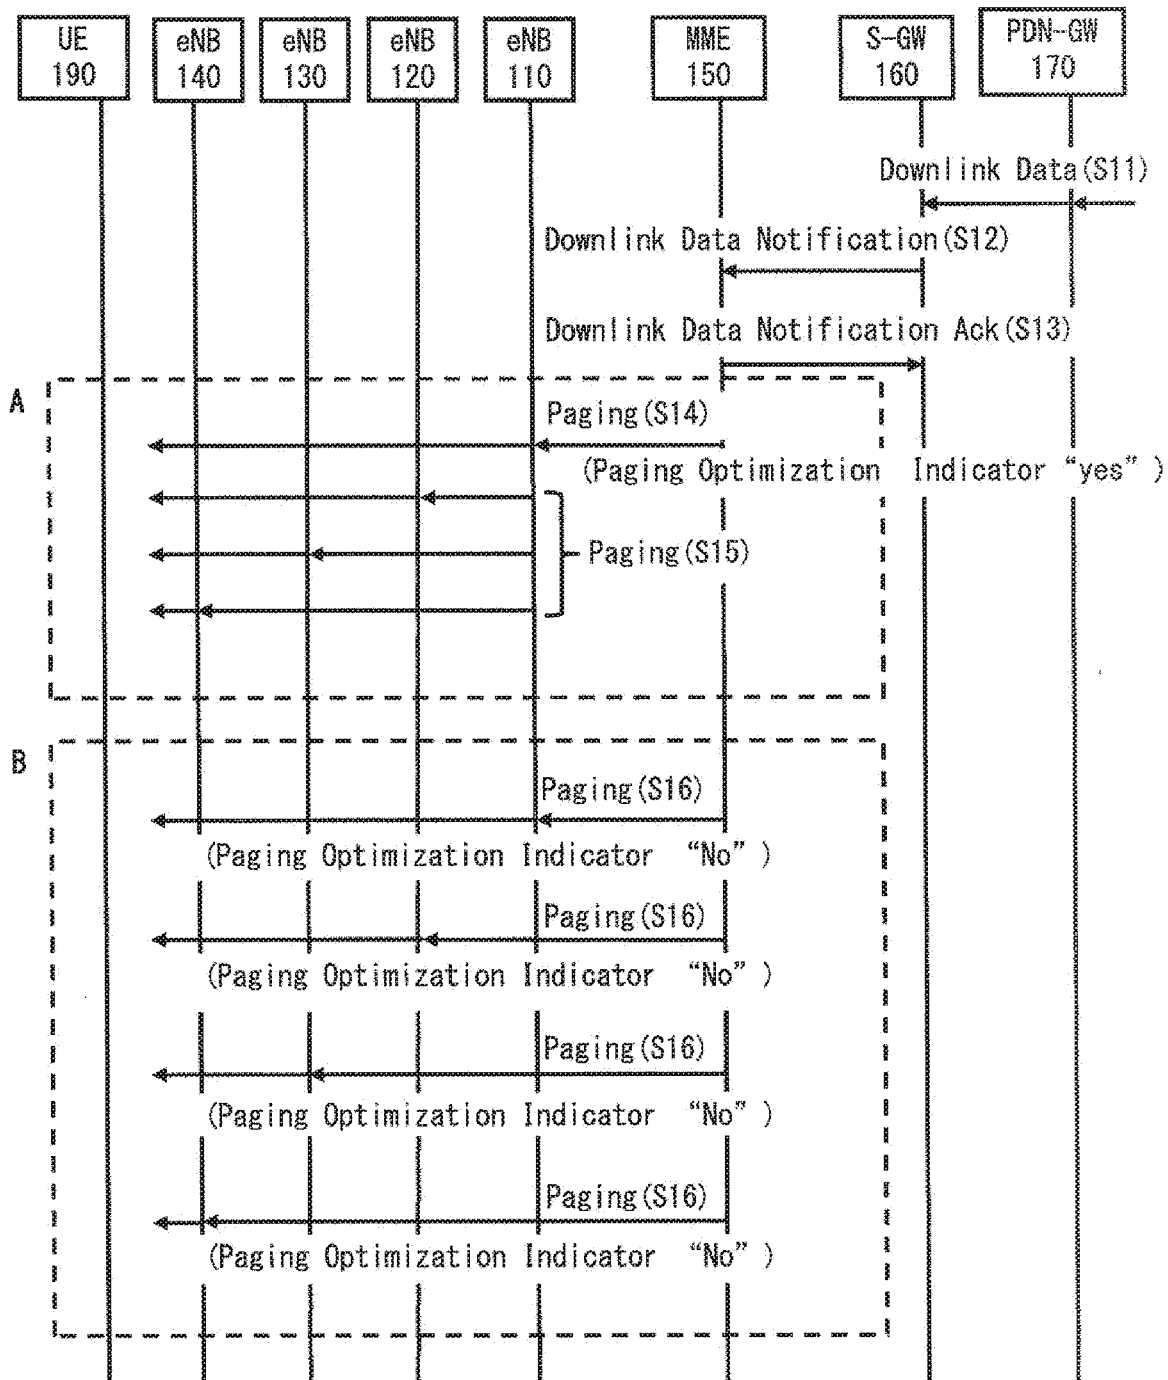 UE
190
eNB
140
eNB
130
eNB
120
eNB
110
MME
150
S-GW
160
PDN-GW
170
Downlink Data(S11)
Downlink Data Notification(S12)
Downlink Data Notification Ack(S13)
A
Paging(S14)
(Paging Optimization Indicator “yes”)
Paging(S15)
B
Paging(S16)
(Paging Optimization Indicator “No”)
Paging(S16)
(Paging Optimization Indicator “No”)
Paging(S16)
(Paging Optimization Indicator “No”)
Paging(S16)
(Paging Optimization Indicator “No”)